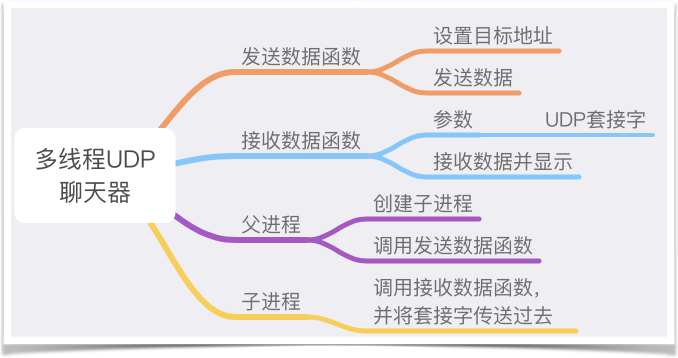 多线程UDP
聊天器
发送数据函数
设置目标地址
发送数据
接收数据函数
参数
UDP套接字
接收数据并显示
父进程
创建子进程
调用发送数据函数
子进程
调用接收数据函数，
并将套接字传送过去